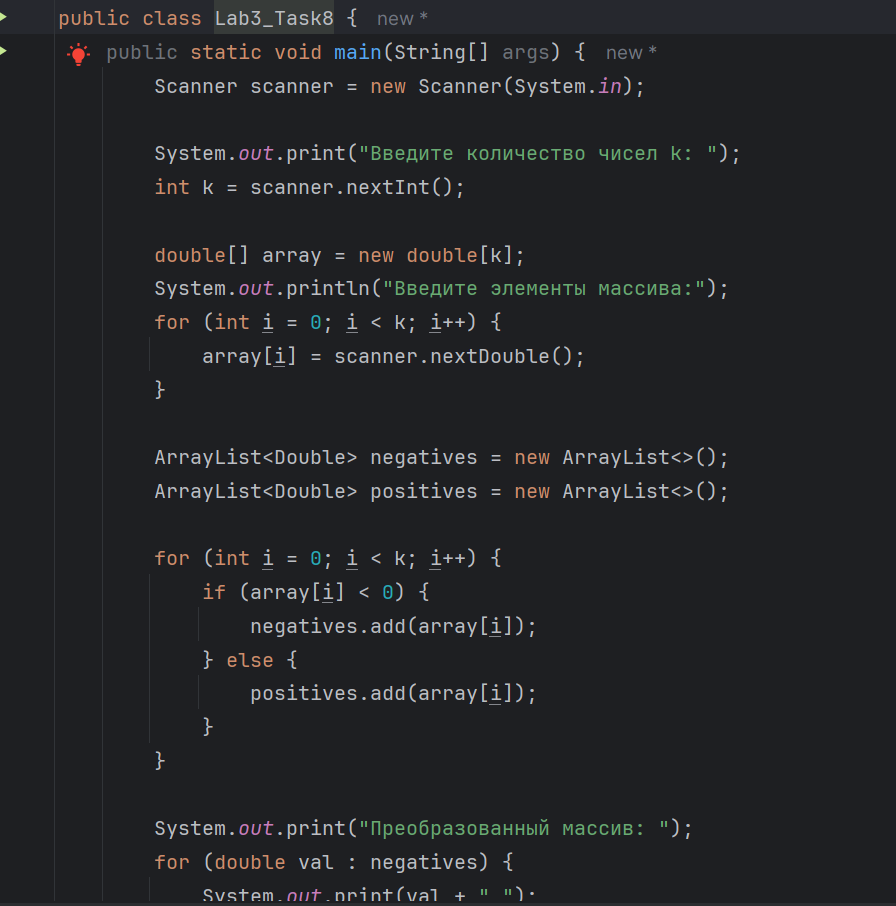 public class Lab3_Task8 { new *
public static void main(String[] args) { new *
Scanner scanner = new Scanner(System.in);
System.out.print("Введите количество чисел k: ");
int k = scanner.nextInt();
double[] array = new double[k];
System.out.println("Введите элементы массива:");
for (int i = 0; i < k; i++) {
array[i] = scanner.nextDouble();
}
ArrayList<Double> negatives = new ArrayList<>();
ArrayList<Double> positives = new ArrayList<>();
for (int i = 0; i < k; i++) {
if (array[i] < 0) {
negatives.add(array[i]);
} else {
positives.add(array[i]);
}
}
System.out.print("Преобразованный массив: ");
for (double val : negatives) {
System.out.print(val + " ");